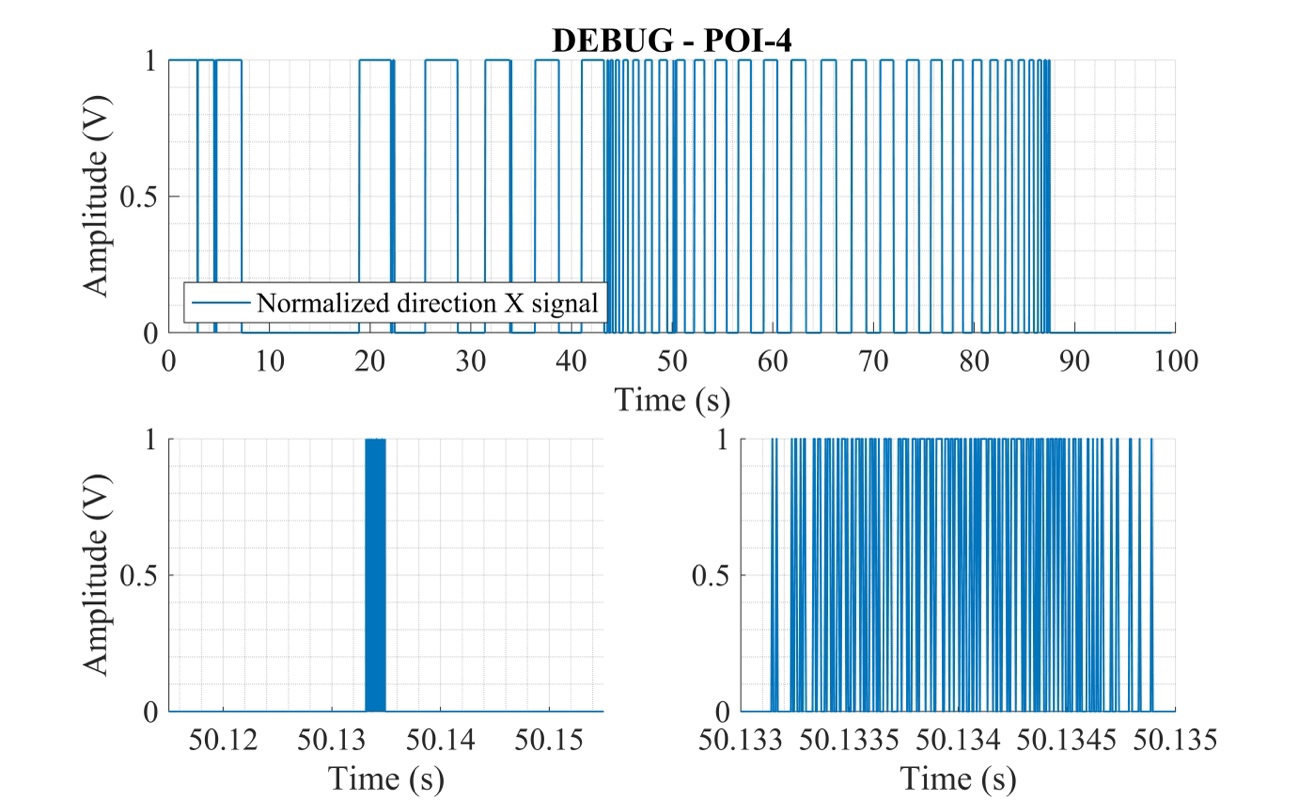 DEBUG - POI-4
Amplitude (V)
1
0.5
0
Normalized direction X signal
0 10 20 30 40 50 60 70 80 90 100
Time (s)
Amplitude (V)
1
0.5
0
50.12 50.13 50.14 50.15
Time (s)
1
0.5
0
50.133 50.1335 50.134 50.1345 50.135
Time (s)